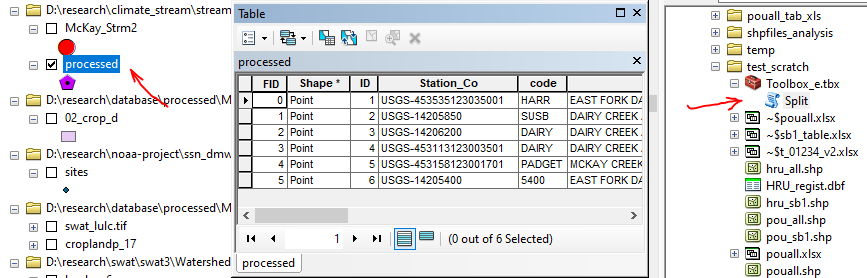 D:\research\climate_stream\stream
McKay_Strm2
processed
D:\research\database\processed\M
02_crop_d
D:\research\noaa-project\ssn_dmw
sites
D:\research\database\processed\M
swat_lulc.tif
croplandp_17
D:\research\swat\swat3\Watershed
Table
processed
FID Shape * ID Station_Co code
0 Point 1 USGS-453535123035001 HARR EAST FORK DA
1 Point 2 USGS-14205850 SUSB DAIRY CREEK
2 Point 3 USGS-14206200 DAIRY DAIRY CREEK
3 Point 4 USGS-453113123003501 DAIRY DAIRY CREEK
4 Point 5 USGS-453158123001701 PADGET MCKAY CREEK
5 Point 6 USGS-14205400 5400 EAST FORK DA
1 (0 out of 6 Selected)
processed
pouall_tab_xls
shpfiles_analysis
temp
test_scratch
Toolbox_e.tbx
Split
~$pouall.xlsx
~$sb1_table.xlsx
~$t_01234_v2.xlsx
hru_all.shp
HRU_regist.dbf
hru_sb1.shp
pou_all.shp
pou_sb1.shp
pouall.xlsx
pouall.shp